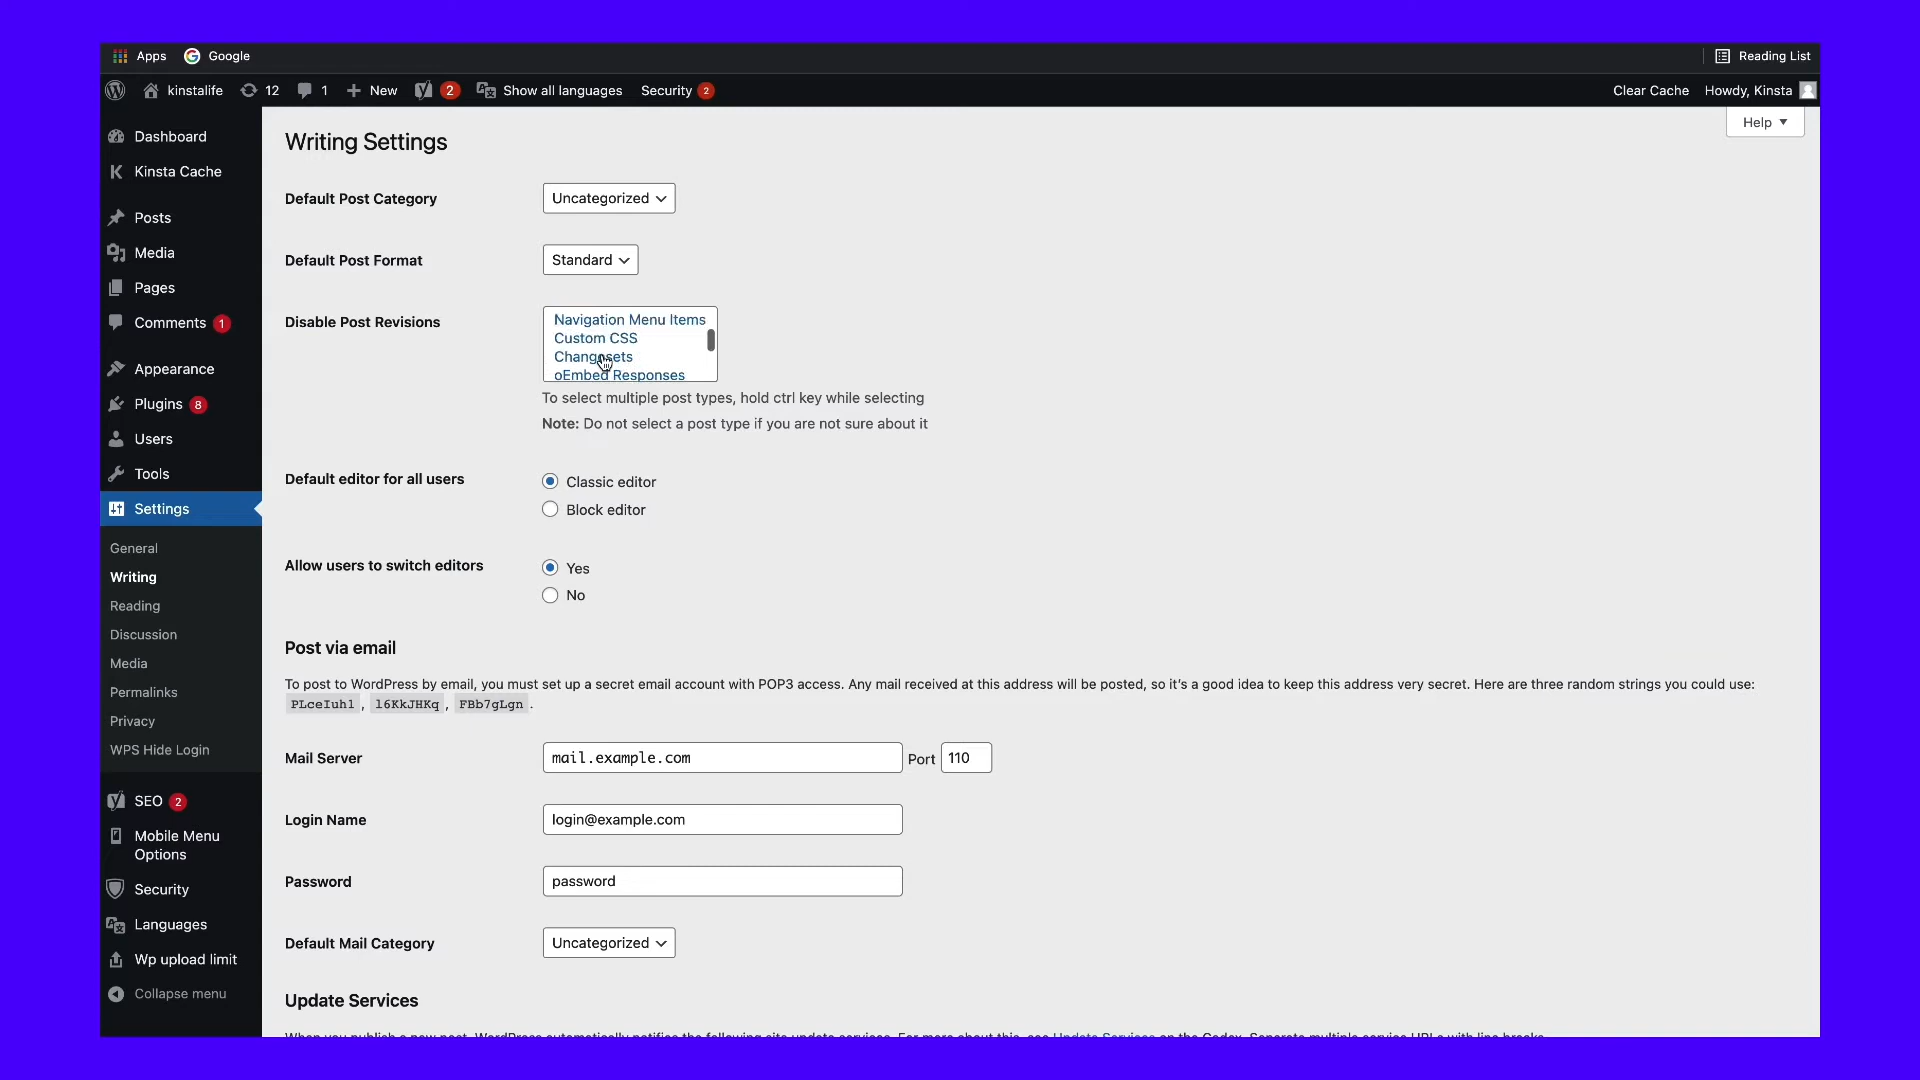 Apps Google Reading List
kinstalife 12 1 New 2 Show all languages Security 2 Clear Cache Howdy, Kinsta
Help
Dashboard
Kinsta Cache
Posts
Media
Pages
Comments 1
Appearance
Plugins 8
Users
Tools
Settings
General
Writing
Reading
Discussion
Media
Permalinks
Privacy
WPS Hide Login
SEO 2
Mobile Menu
Options
Security
Languages
Wp upload limit
Collapse menu
Writing Settings
Default Post Category Uncategorized
Default Post Format Standard
Disable Post Revisions
Navigation Menu Items
Custom CSS
Changesets
oEmbed Responses
To select multiple post types, hold ctrl key while selecting
Note: Do not select a post type if you are not sure about it
Default editor for all users
Classic editor
Block editor
Allow users to switch editors
Yes
No
Post via email
To post to WordPress by email, you must set up a secret email account with POP3 access. Any mail received at this address will be posted, so it's a good idea to keep this address very secret. Here are three random strings you could use:
PLceIuhl , l6KkJHKq , FBb7gLgn .
Mail Server mail.example.com Port 110
Login Name login@example.com
Password password
Default Mail Category Uncategorized
Update Services
When you publish a new post, WordPress automatically notifies the following site update services. For more about this, see Update Services on the Codex. Separate multiple service URLs with line breaks.